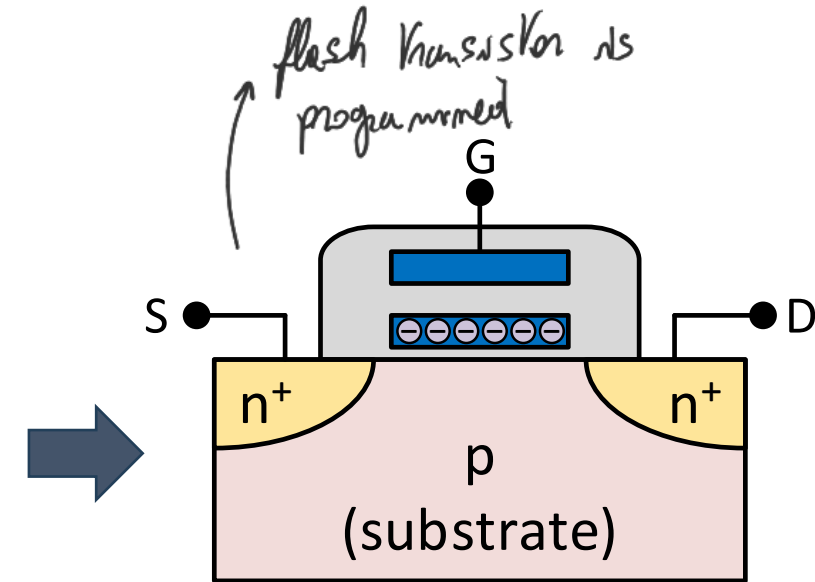 flash transistor is
programmed
G
S
D
n+
n+
p
(substrate)